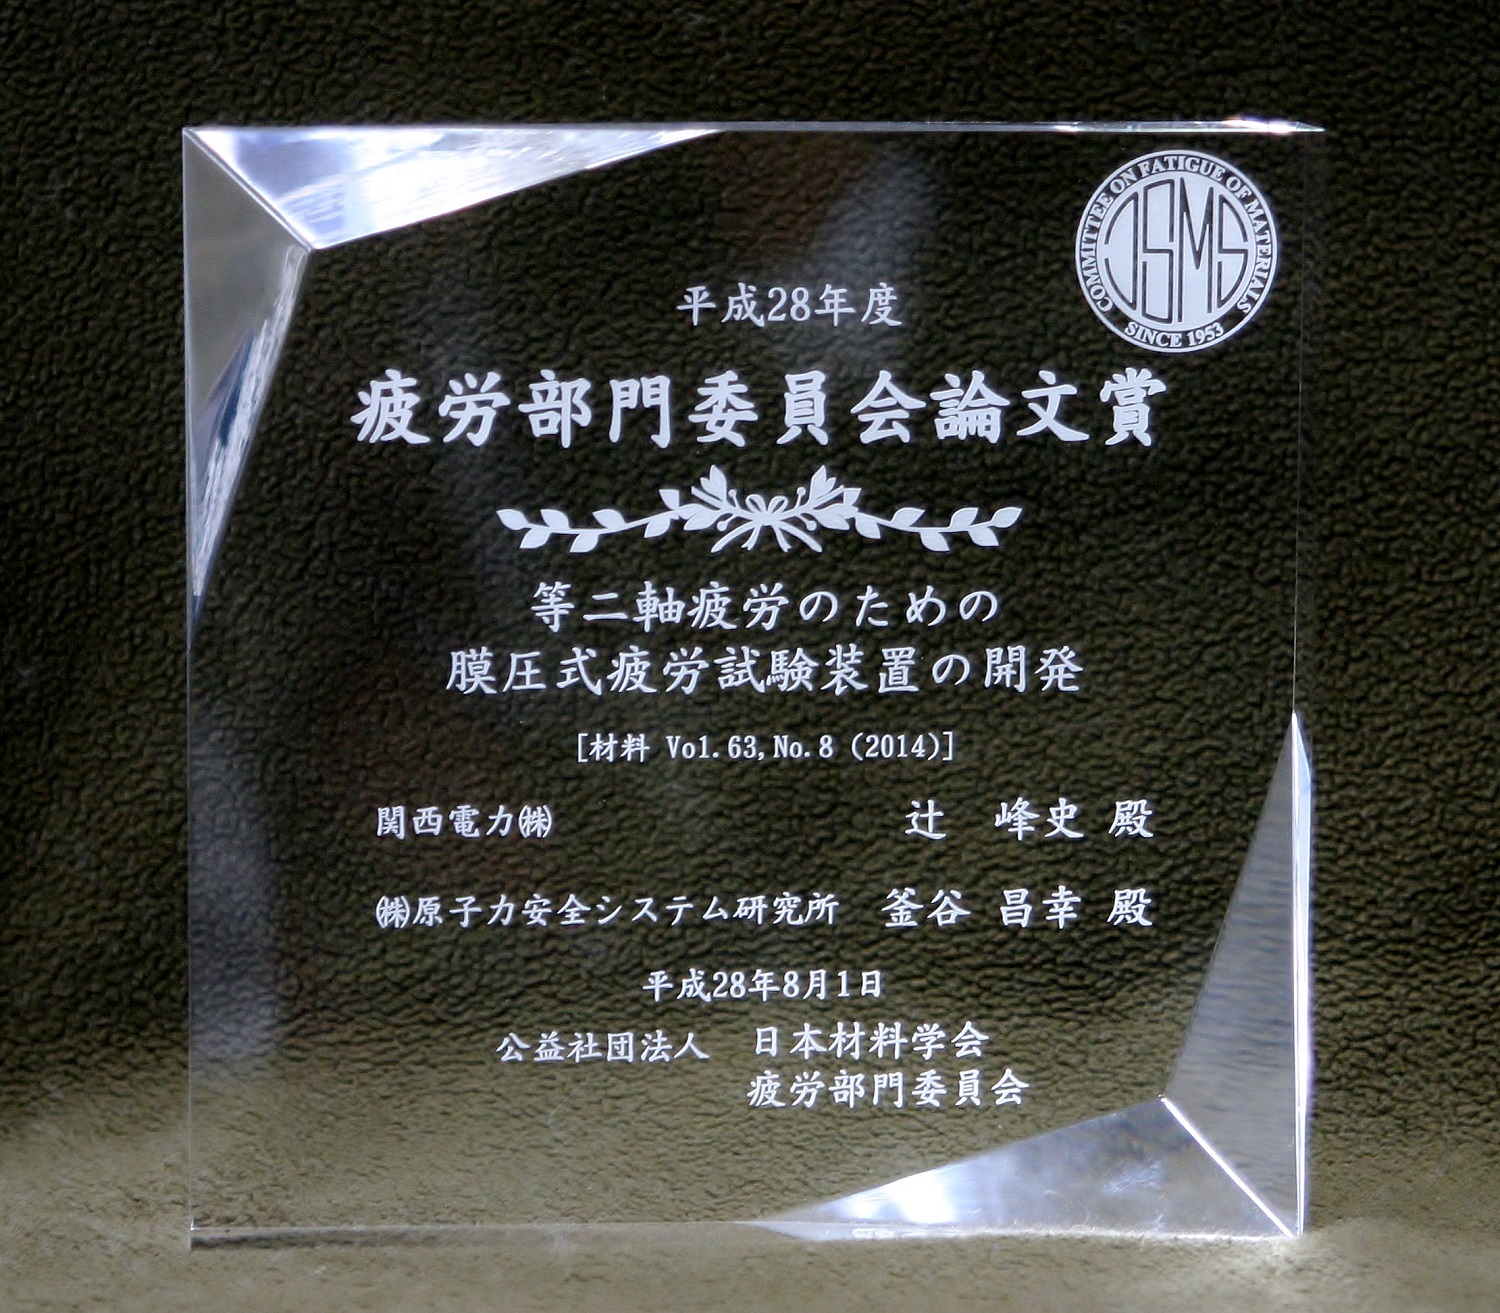 COMMITTEE ON FATIGUE OF MATERIALS
JSMS
SINCE 1953
平成28年度
疲労部門委員会論文賞
等二軸疲労のための
膜圧式疲労試験装置の開発
[材料 Vol.63,No.8 (2014)]
関西電力㈱ 辻 峰史 殿
㈱原子力安全システム研究所 釜谷 昌幸 殿
平成28年8月1日
公益社団法人 日本材料学会
疲労部門委員会